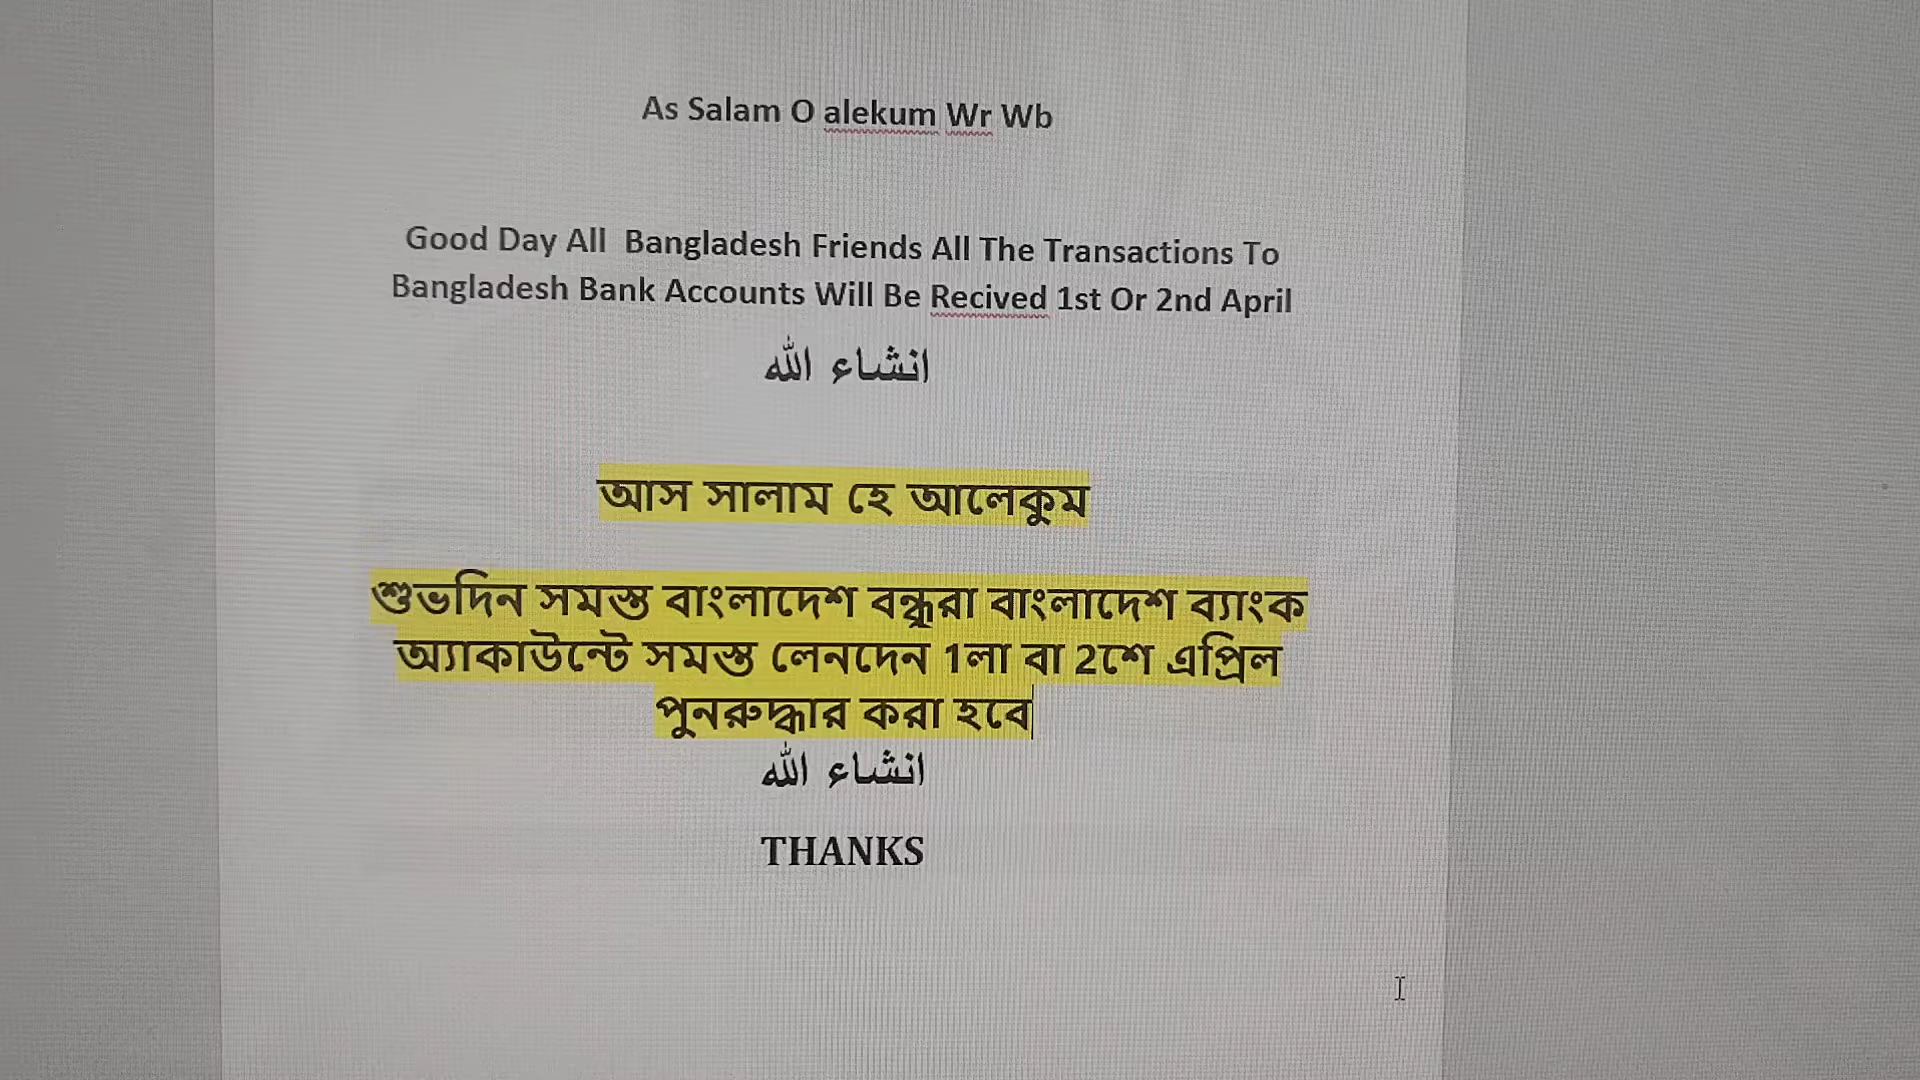 As Salam O alekum Wr Wb
Good Day All Bangladesh Friends All The Transactions To
Bangladesh Bank Accounts Will Be Recived 1st Or 2nd April
انشاء الله
আস সালাম হে আলেকুম
শুভদিন সমস্ত বাংলাদেশ বন্ধুরা বাংলাদেশ ব্যাংক
অ্যাকাউন্টে সমস্ত লেনদেন 1লা বা 2শে এপ্রিল
পুনরুদ্ধার করা হবে
انشاء الله
THANKS